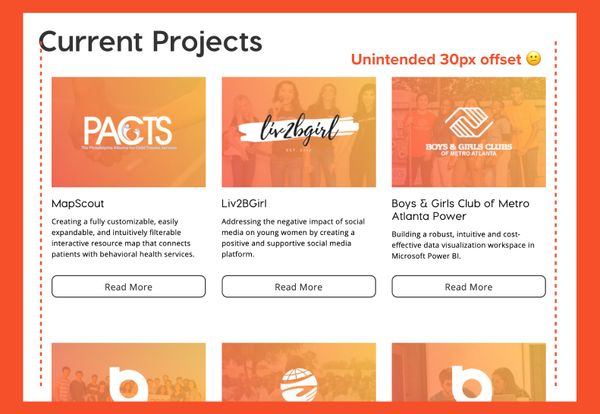 Current Projects
Unintended 30px offset 😕
PACTS
The Philadelphia Alliance for Child Trauma Services
liv2bgirl
BOYS & GIRLS CLUBS
OF METRO ATLANTA
MapScout
Creating a fully customizable, easily
expandable, and intuitively filterable
interactive resource map that connects
patients with behavioral health services.
Read More
Liv2BGirl
Addressing the negative impact of social
media on young women by creating a
positive and supportive social media
platform.
Read More
Boys & Girls Club of Metro
Atlanta Power
Building a robust, intuitive and cost-
effective data visualization workspace in
Microsoft Power BI.
Read More